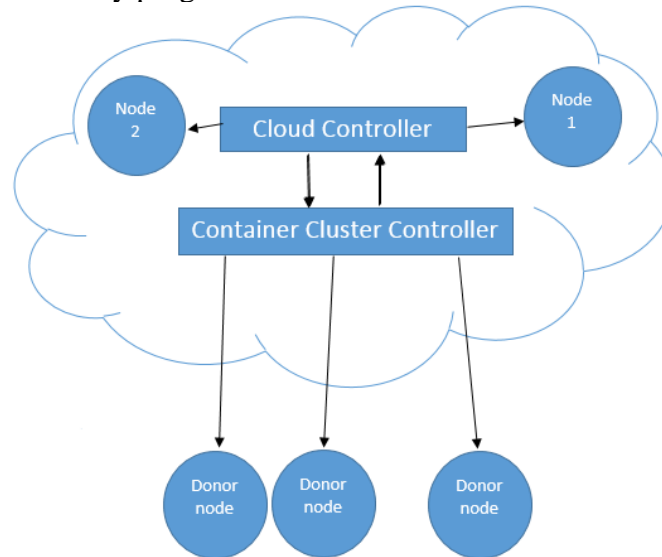 Node
2
Cloud Controller
Node
1
Container Cluster Controller
Donor
node
Donor
node
Donor
node